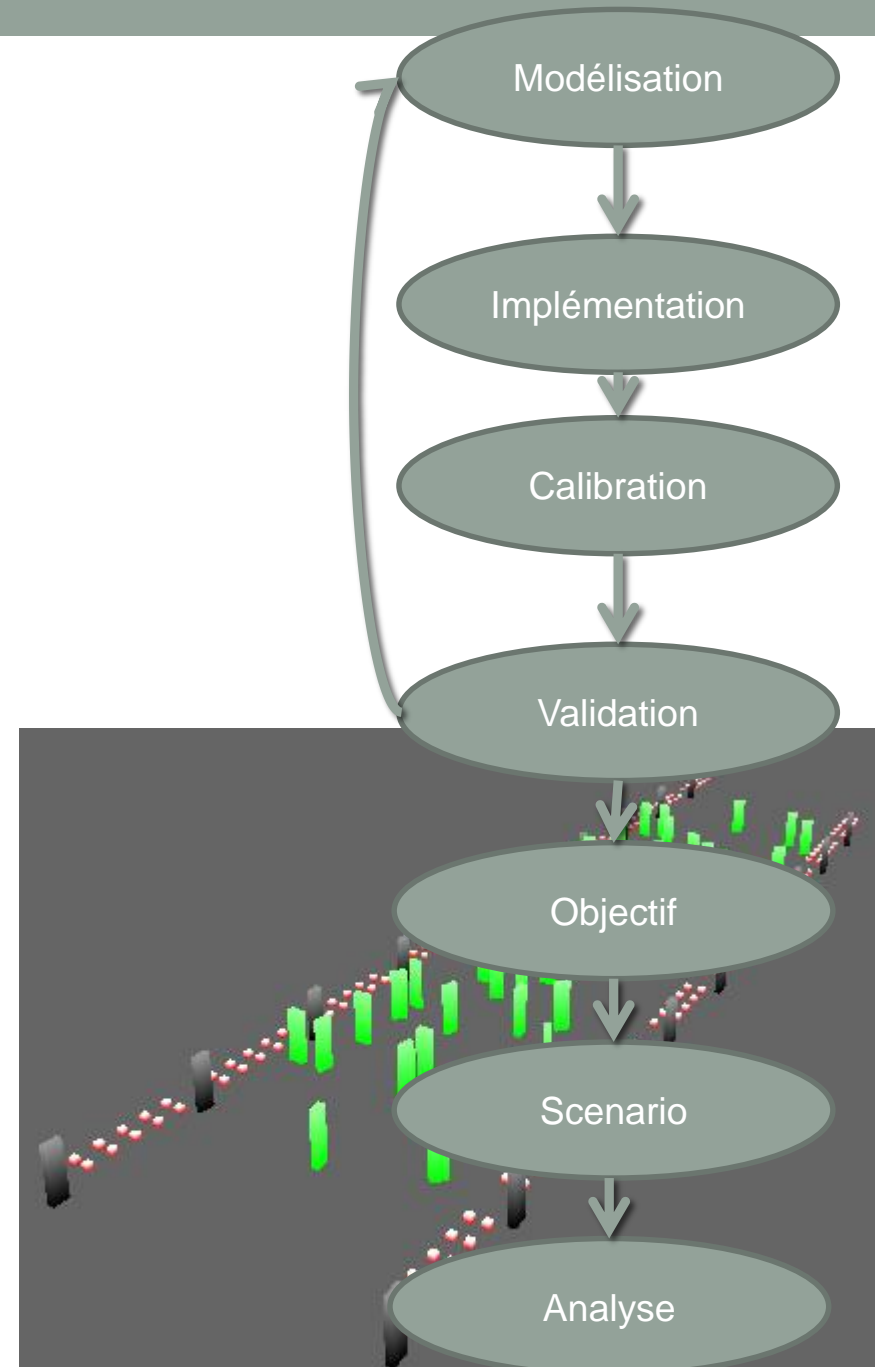 Modélisation
Implémentation
Calibration
Validation
Objectif
Scenario
Analyse